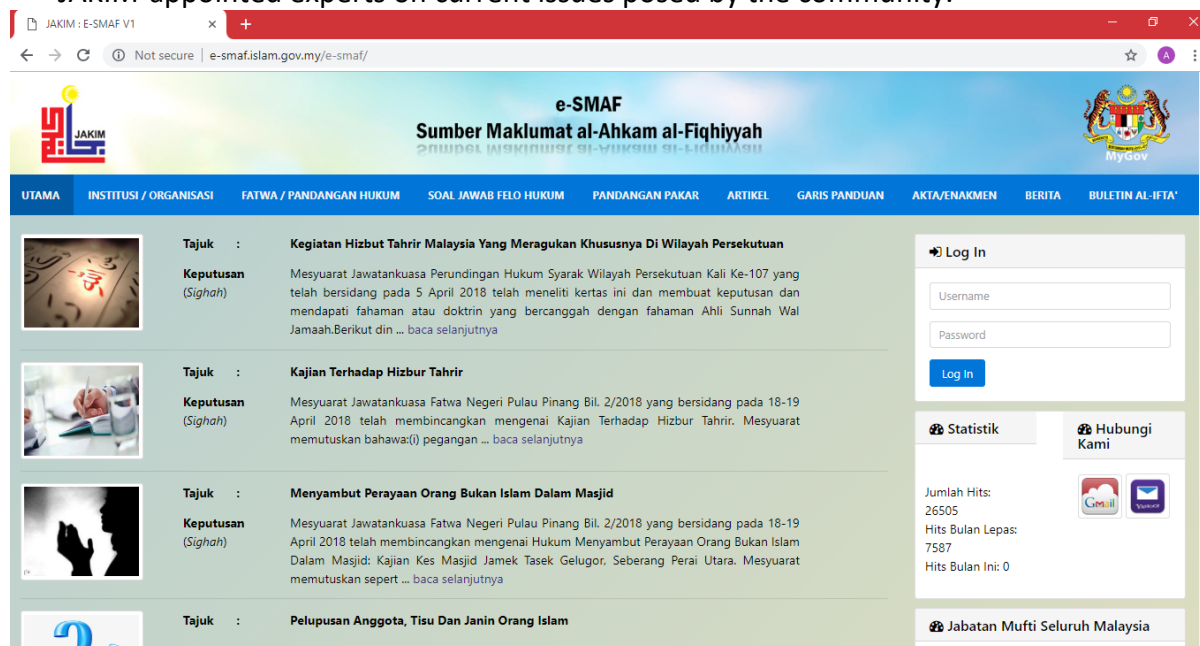 JAKIM-appointed experts on current issues posed by the community.
JAKIM : E-SMAF V1
Not secure | e-smaf.islam.gov.my/e-smaf/
A
JAKIM
e-SMAF
Sumber Maklumat al-Ahkam al-Fiqhiyyah
MyGov
UTAMA INSTITUSI / ORGANISASI FATWA / PANDANGAN HUKUM SOAL JAWAB FELO HUKUM PANDANGAN PAKAR ARTIKEL GARIS PANDUAN AKTA/ENAKMEN BERITA BULETIN AL-IFTA'
Tajuk : Kegiatan Hizbut Tahrir Malaysia Yang Meragukan Khususnya Di Wilayah Persekutuan
Keputusan Mesyuarat Jawatankuasa Perundingan Hukum Syarak Wilayah Persekutuan Kali Ke-107 yang
(Sighah) telah bersidang pada 5 April 2018 telah meneliti kertas ini dan membuat keputusan dan
mendapati fahaman atau doktrin yang bercanggah dengan fahaman Ahli Sunnah Wal
Jamaah.Berikut din ... baca selanjutnya
Tajuk : Kajian Terhadap Hizbur Tahrir
Keputusan Mesyuarat Jawatankuasa Fatwa Negeri Pulau Pinang Bil. 2/2018 yang bersidang pada 18-19
(Sighah) April 2018 telah membincangkan mengenai Kajian Terhadap Hizbur Tahrir. Mesyuarat
memutuskan bahawa:(i) pegangan ... baca selanjutnya
Tajuk : Menyambut Perayaan Orang Bukan Islam Dalam Masjid
Keputusan Mesyuarat Jawatankuasa Fatwa Negeri Pulau Pinang Bil. 2/2018 yang bersidang pada 18-19
(Sighah) April 2018 telah membincangkan mengenai Hukum Menyambut Perayaan Orang Bukan Islam
Dalam Masjid: Kajian Kes Masjid Jamek Tasek Gelugor, Seberang Perai Utara. Mesyuarat
memutuskan sepert ... baca selanjutnya
Tajuk : Pelupusan Anggota, Tisu Dan Janin Orang Islam
Log In
Username
Password
Log In
Statistik
Hubungi
Kami
Jumlah Hits:
26505
Hits Bulan Lepas:
7587
Hits Bulan Ini: 0
Gmail
Jabatan Mufti Seluruh Malaysia